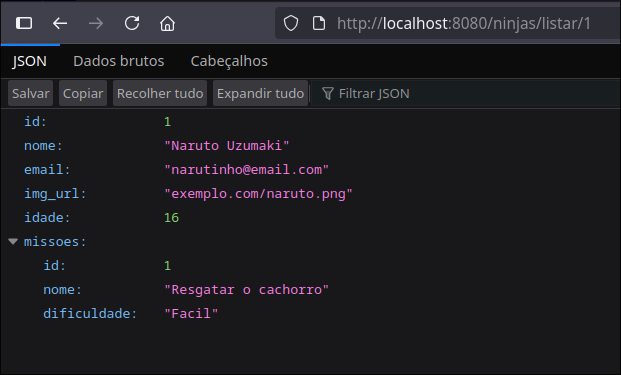 http://localhost:8080/ninjas/listar/1
JSON Dados brutos Cabeçalhos
Salvar Copiar Recolher tudo Expandir tudo Filtrar JSON
id: 1
nome: "Naruto Uzumaki"
email: "narutinho@email.com"
img_url: "exemplo.com/naruto.png"
idade: 16
missoes:
id: 1
nome: "Resgatar o cachorro"
dificuldade: "Facil"